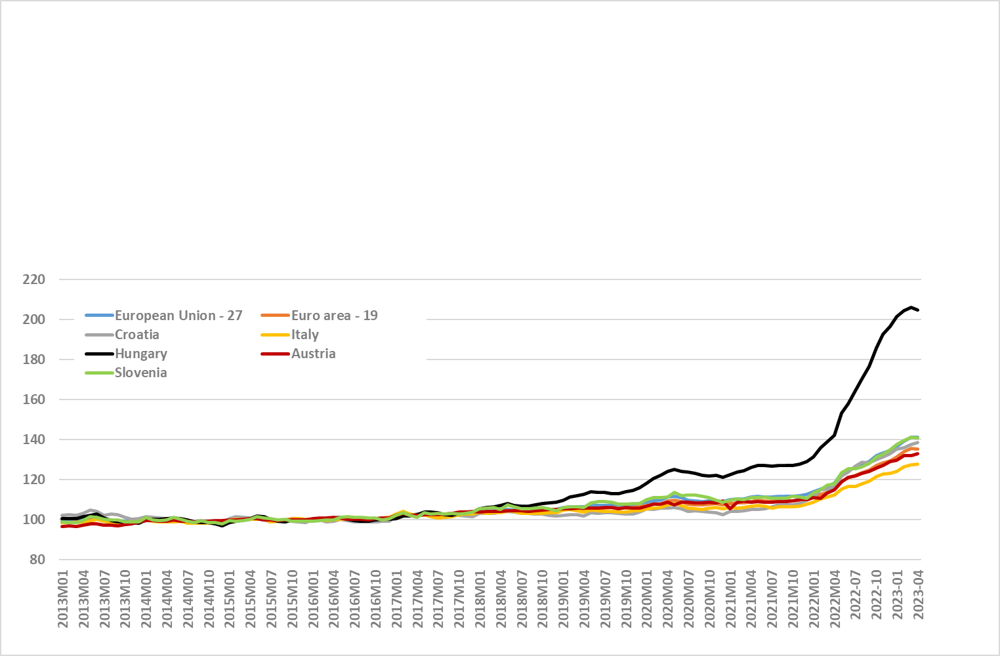 220
200
180
160
140
120
100
80
European Union - 27
Euro area - 19
Croatia
Italy
Hungary
Austria
Slovenia
2013M01
2013M04
2013M07
2013M10
2014M01
2014M04
2014M07
2014M10
2015M01
2015M04
2015M07
2015M10
2016M01
2016M04
2016M07
2016M10
2017M01
2017M04
2017M07
2017M10
2018M01
2018M04
2018M07
2018M10
2019M01
2019M04
2019M07
2019M10
2020M01
2020M04
2020M07
2020M10
2021M01
2021M04
2021M07
2021M10
2022M01
2022M04
2022-07
2022-10
2023-01
2023-04